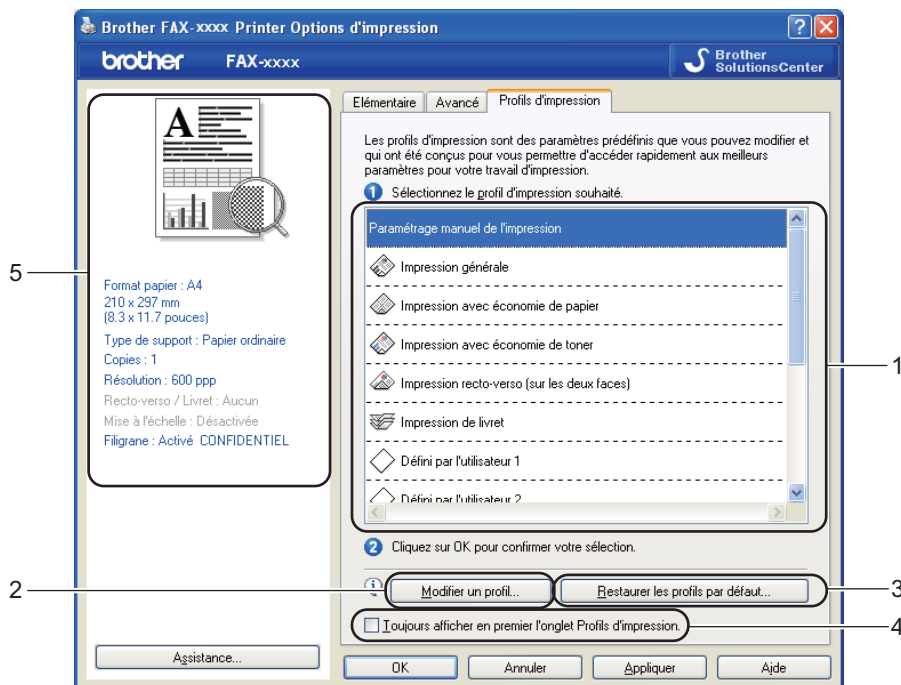 Brother FAX-xxxx Printer Options d'impression
brother FAX-xxxx
Brother
SolutionsCenter
Elémentaire Avancé Profils d'impression
Les profils d'impression sont des paramètres prédéfinis que vous pouvez modifier et
qui ont été conçus pour vous permettre d'accéder rapidement aux meilleurs
paramètres pour votre travail d'impression.
1 Sélectionnez le profil d'impression souhaité.
Paramétrage manuel de l'impression
Impression générale
Impression avec économie de papier
Impression avec économie de toner
Impression recto-verso (sur les deux faces)
Impression de livret
Défini par l'utilisateur 1
Défini par l'utilisateur 2
2 Cliquez sur OK pour confirmer votre sélection.
Modifier un profil... Restaurer les profils par défaut...
Toujours afficher en premier l'onglet Profils d'impression.
A
Format papier : A4
210 x 297 mm
(8.3 x 11.7 pouces)
Type de support : Papier ordinaire
Copies : 1
Résolution : 600 ppp
Recto-verso / Livret : Aucun
Mise à l'échelle : Désactivée
Filigrane : Activé CONFIDENTIEL
Assistance...
OK Annuler Appliquer Aide
5
1
2
3
4